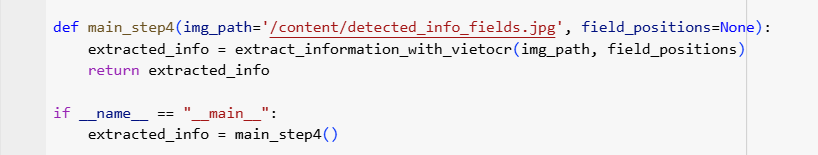 def main_step4(img_path='/content/detected_info_fields.jpg', field_positions=None):
    extracted_info = extract_information_with_vietocr(img_path, field_positions)
    return extracted_info
if __name__ == "__main__":
    extracted_info = main_step4()